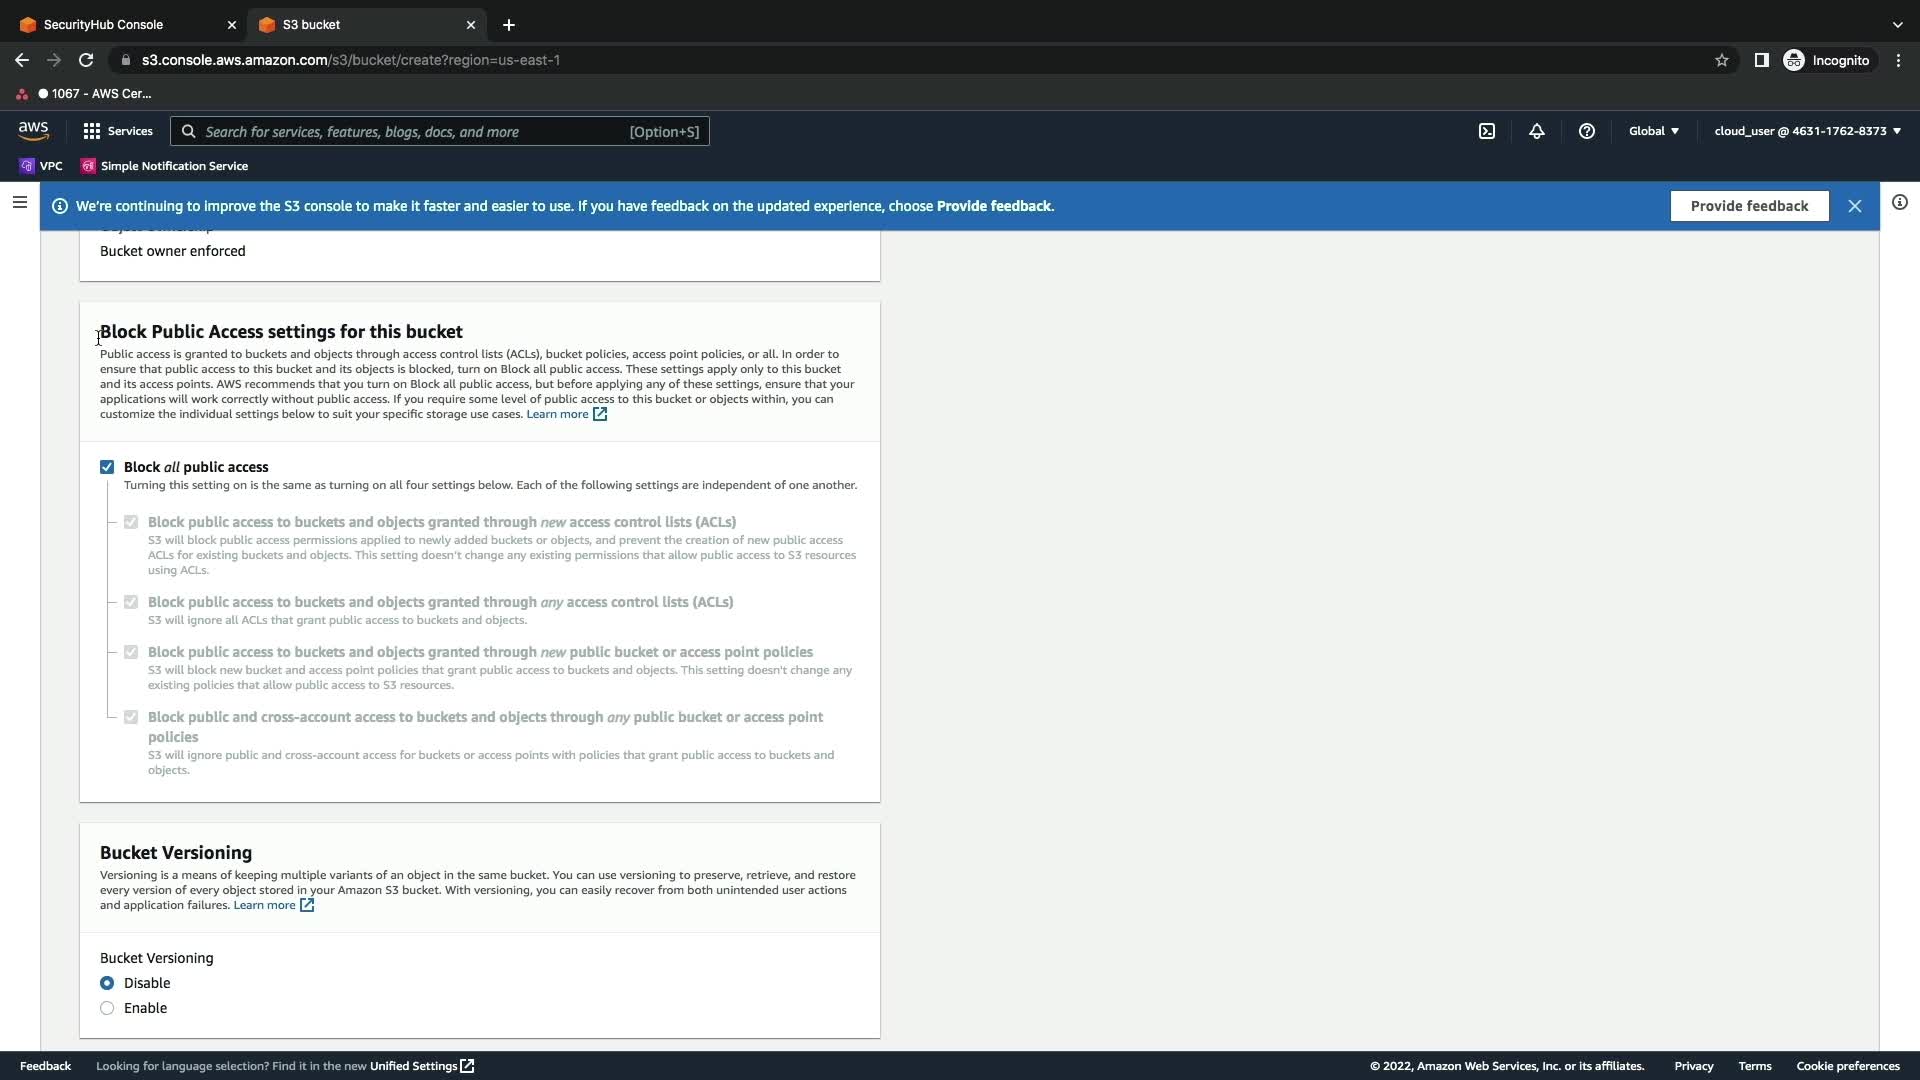 SecurityHub Console
S3 bucket
s3.console.aws.amazon.com/s3/bucket/create?region=us-east-1
Incognito
1067 - AWS Cer...
aws
Services
Search for services, features, blogs, docs, and more
[Option+S]
Global
cloud_user @ 4631-1762-8373
VPC
Simple Notification Service
We're continuing to improve the S3 console to make it faster and easier to use. If you have feedback on the updated experience, choose Provide feedback.
Provide feedback
Object Ownership
Bucket owner enforced
Block Public Access settings for this bucket
Public access is granted to buckets and objects through access control lists (ACLs), bucket policies, access point policies, or all. In order to
ensure that public access to this bucket and its objects is blocked, turn on Block all public access. These settings apply only to this bucket
and its access points. AWS recommends that you turn on Block all public access, but before applying any of these settings, ensure that your
applications will work correctly without public access. If you require some level of public access to this bucket or objects within, you can
customize the individual settings below to suit your specific storage use cases. Learn more
Block all public access
Turning this setting on is the same as turning on all four settings below. Each of the following settings are independent of one another.
Block public access to buckets and objects granted through new access control lists (ACLs)
S3 will block public access permissions applied to newly added buckets or objects, and prevent the creation of new public access
ACLs for existing buckets and objects. This setting doesn't change any existing permissions that allow public access to S3 resources
using ACLs.
Block public access to buckets and objects granted through any access control lists (ACLs)
S3 will ignore all ACLs that grant public access to buckets and objects.
Block public access to buckets and objects granted through new public bucket or access point policies
S3 will block new bucket and access point policies that grant public access to buckets and objects. This setting doesn't change any
existing policies that allow public access to S3 resources.
Block public and cross-account access to buckets and objects through any public bucket or access point
policies
S3 will ignore public and cross-account access for buckets or access points with policies that grant public access to buckets and
objects.
Bucket Versioning
Versioning is a means of keeping multiple variants of an object in the same bucket. You can use versioning to preserve, retrieve, and restore
every version of every object stored in your Amazon S3 bucket. With versioning, you can easily recover from both unintended user actions
and application failures. Learn more
Bucket Versioning
Disable
Enable
Feedback
Looking for language selection? Find it in the new Unified Settings
© 2022, Amazon Web Services, Inc. or its affiliates.
Privacy
Terms
Cookie preferences